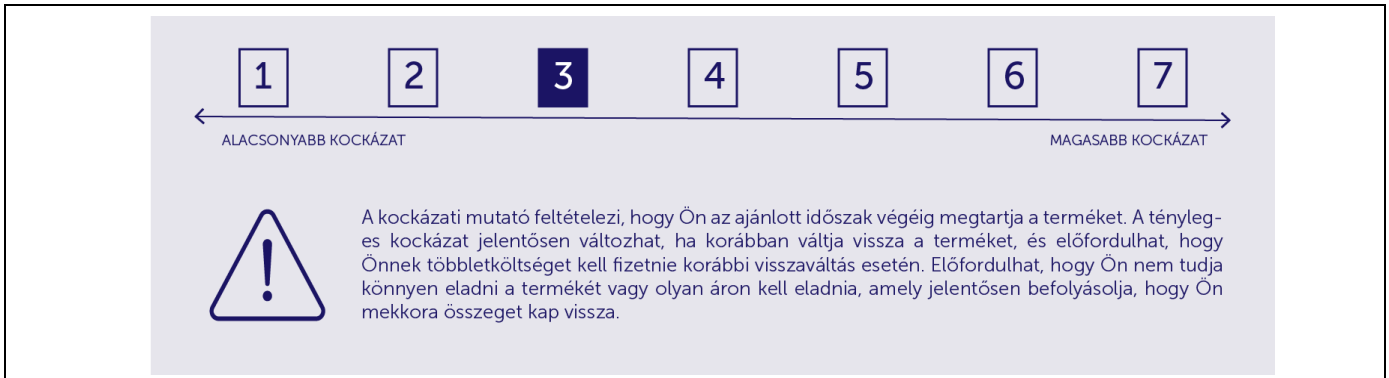 1 2 3 4 5 6 7
ALACSONYABB KOCKÁZAT MAGASABB KOCKÁZAT
A kockázati mutató feltételezi, hogy Ön az ajánlott időszak végéig megtartja a terméket. A tényleg-
es kockázat jelentősen változhat, ha korábban váltja vissza a terméket, és előfordulhat, hogy
Önnek többletköltséget kell fizetnie korábbi visszaváltás esetén. Előfordulhat, hogy Ön nem tudja
könnyen eladni a termékét vagy olyan áron kell eladnia, amely jelentősen befolyásolja, hogy Ön
mekkora összeget kap vissza.